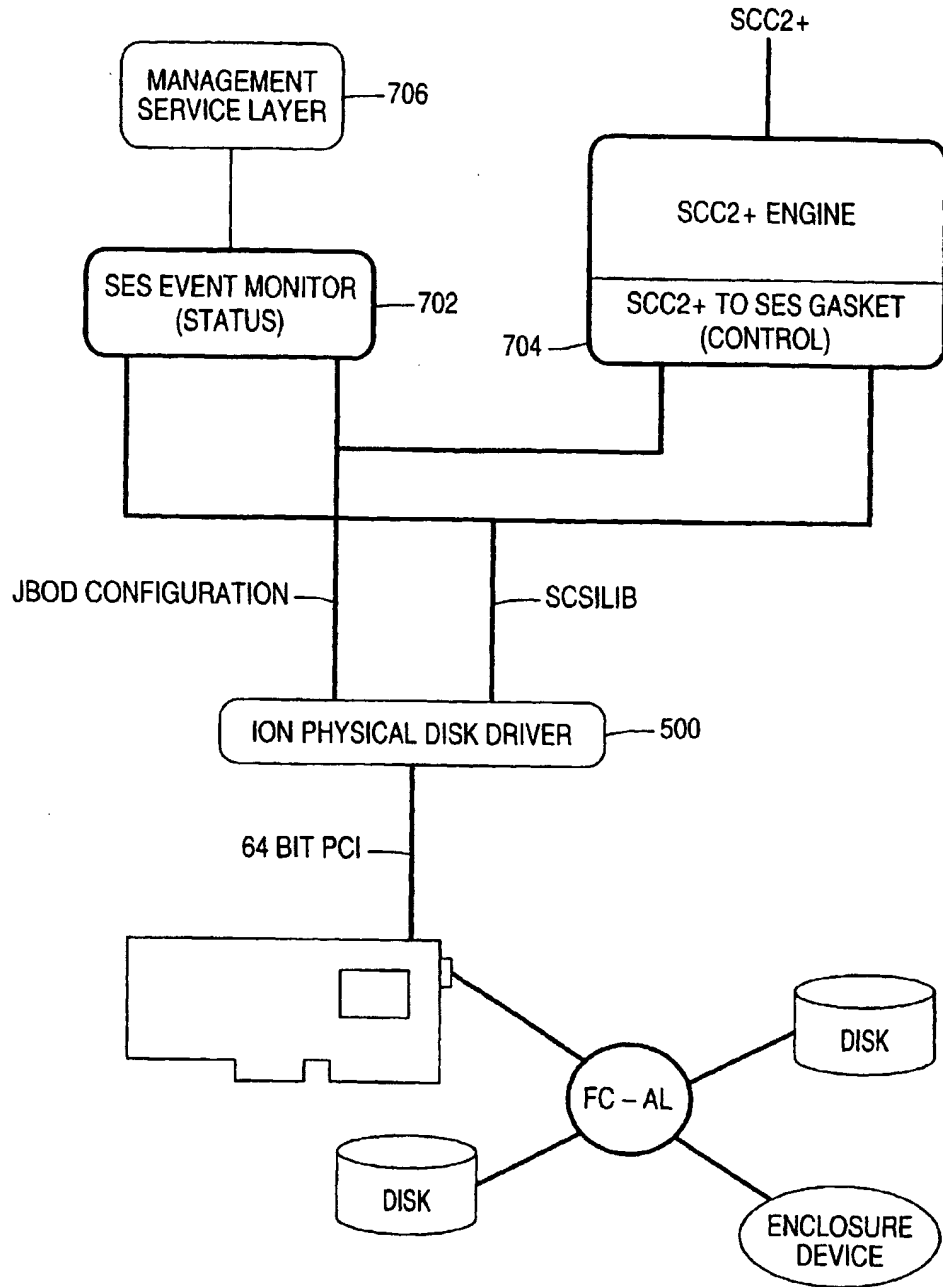 SCC2+
MANAGEMENT
SERVICE LAYER
706
SCC2+ ENGINE
SES EVENT MONITOR
(STATUS)
702
SCC2+ TO SES GASKET
(CONTROL)
704
JBOD CONFIGURATION
SCSILIB
ION PHYSICAL DISK DRIVER
500
64 BIT PCI
DISK
FC – AL
DISK
ENCLOSURE
DEVICE